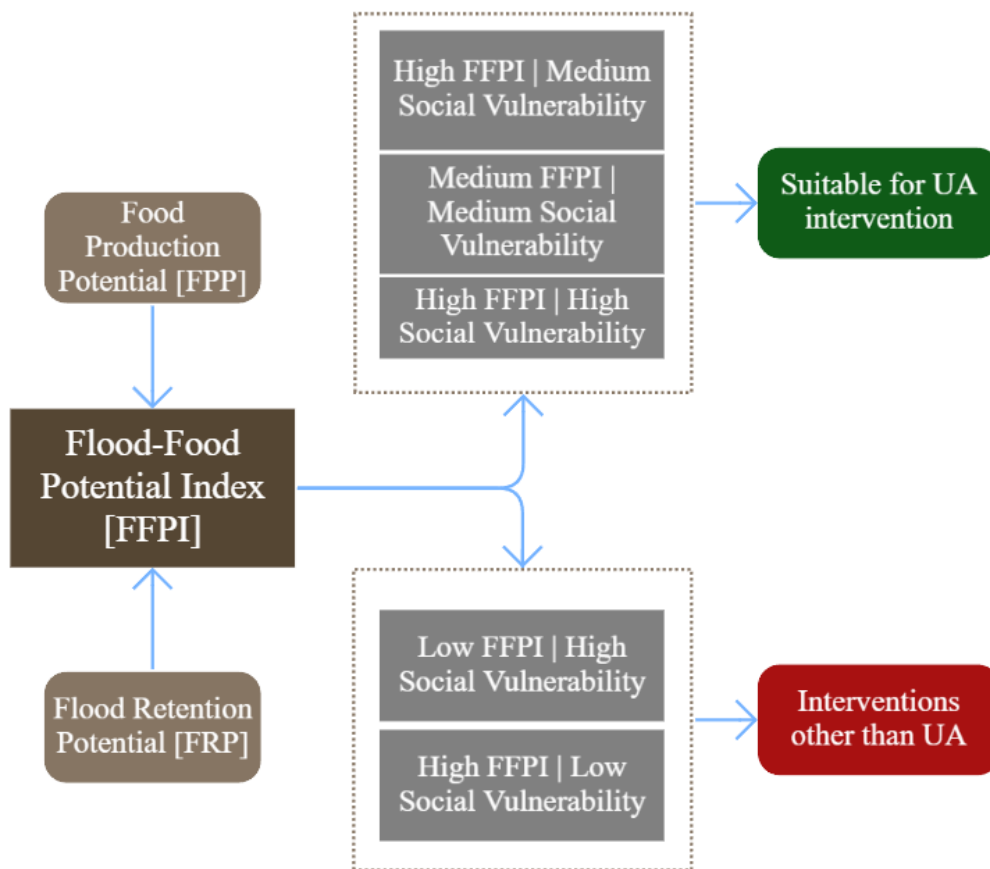 Food
Production
Potential [FPP]
Flood-Food
Potential Index
[FFPI]
Flood Retention
Potential [FRP]
High FFPI | Medium
Social Vulnerability
Medium FFPI |
Medium Social
Vulnerability
High FFPI | High
Social Vulnerability
Suitable for UA
intervention
Low FFPI | High
Social Vulnerability
High FFPI | Low
Social Vulnerability
Interventions
other than UA